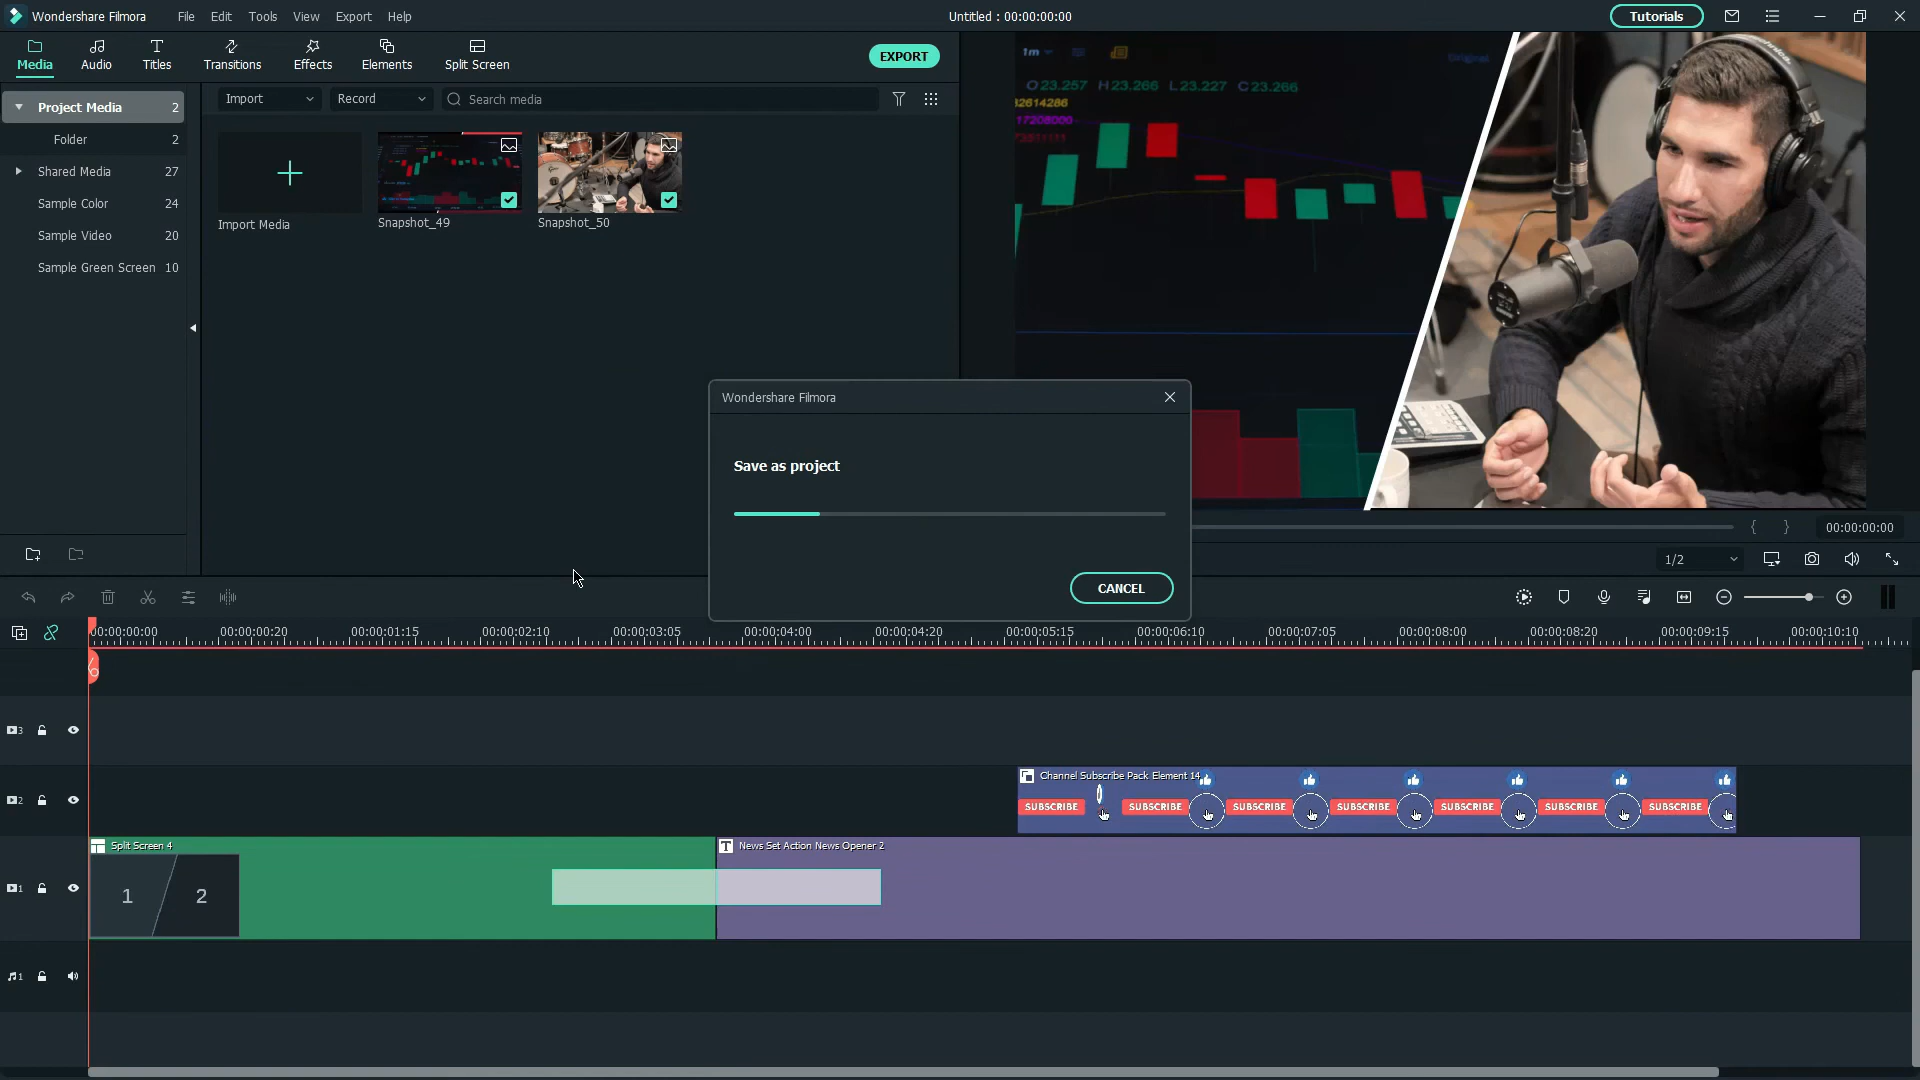 Wondershare Filmora File Edit Tools View Export Help Untitled : 00:00:00:00 Tutorials
Media Audio Titles Transitions Effects Elements Split Screen EXPORT
Project Media 2
Folder 2
Shared Media 27
Sample Color 24
Sample Video 20
Sample Green Screen 10
Import Record Search media
Import Media
Snapshot_49
Snapshot_50
1m
O23.257 H23.266 L23.227 C23.266
32614286
17208000
Wondershare Filmora
Save as project
CANCEL
{ } 00:00:00:00
1/2
00:00:00:00 00:00:00:20 00:00:01:15 00:00:02:10 00:00:03:05 00:00:04:00 00:00:04:20 00:00:05:15 00:00:06:10 00:00:07:05 00:00:08:00 00:00:08:20 00:00:09:15 00:00:10:10
3
2
Channel Subscribe Pack Element 14
SUBSCRIBE SUBSCRIBE SUBSCRIBE SUBSCRIBE SUBSCRIBE SUBSCRIBE SUBSCRIBE
1
Split Screen 4
1 2
T News Set Action News Opener 2
1